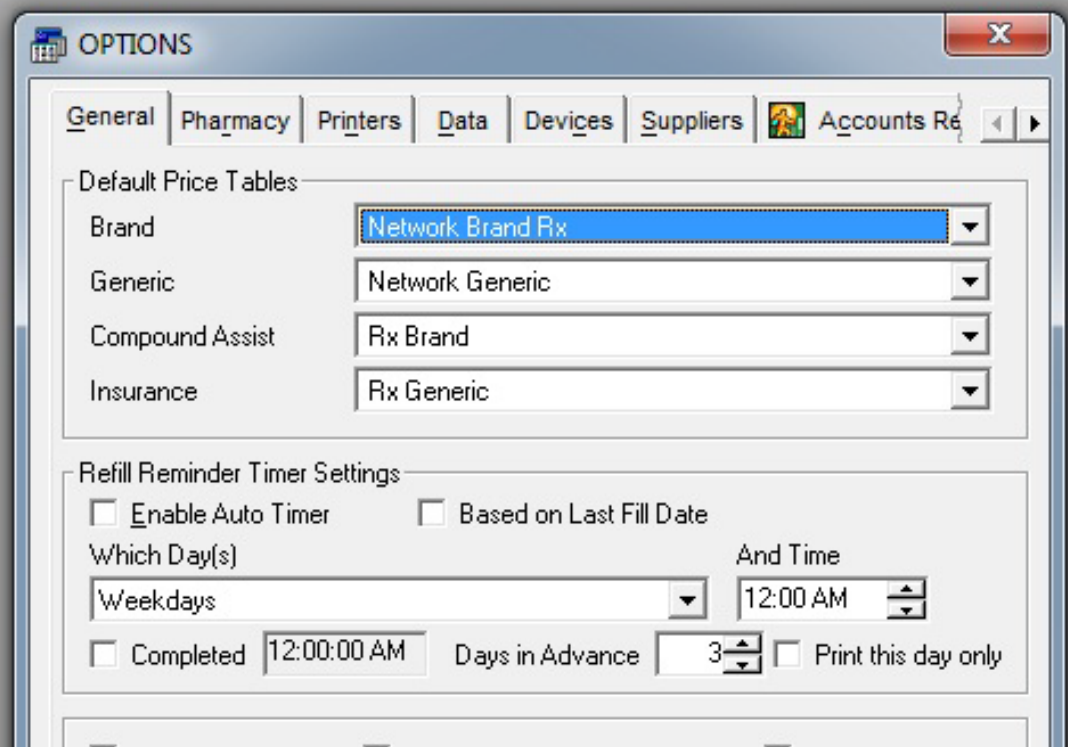 OPTIONS
General Pharmacy Printers Data Devices Suppliers Accounts
Default Price Tables
Brand Network Brand Rx
Generic Network Generic
Compound Assist Rx Brand
Insurance Rx Generic
Refill Reminder Timer Settings
Enable Auto Timer Based on Last Fill Date
Which Day(s) And Time
Weekdays 12:00 AM
Completed 12:00:00 AM Days in Advance 3 Print this day only